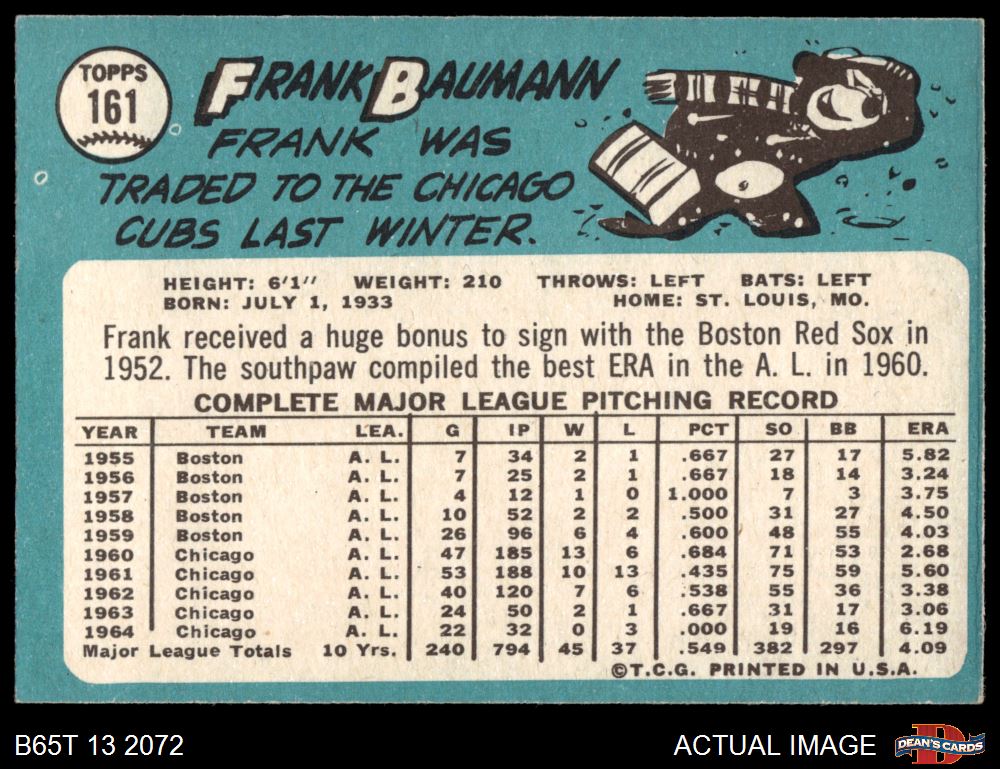 TOPPS
161
FRANK BAUMANN
FRANK WAS
TRADED TO THE CHICAGO
CUBS LAST WINTER.
HEIGHT: 6'1" WEIGHT: 210 THROWS: LEFT BATS: LEFT
BORN: JULY 1, 1933 HOME: ST. LOUIS, MO.
Frank received a huge bonus to sign with the Boston Red Sox in
1952. The southpaw compiled the best ERA in the A. L. in 1960.
COMPLETE MAJOR LEAGUE PITCHING RECORD
YEAR TEAM LEA. G IP W L PCT SO BB ERA
1955 Boston A. L. 7 34 2 1 .667 27 17 5.82
1956 Boston A. L. 7 25 2 1 .667 18 14 3.24
1957 Boston A. L. 4 12 1 0 1.000 7 3 3.75
1958 Boston A. L. 10 52 2 2 .500 31 27 4.50
1959 Boston A. L. 26 96 6 4 .600 48 55 4.03
1960 Chicago A. L. 47 185 13 6 .684 71 53 2.68
1961 Chicago A. L. 53 188 10 13 .435 75 59 5.60
1962 Chicago A. L. 40 120 7 6 .538 55 36 3.38
1963 Chicago A. L. 24 50 2 1 .667 31 17 3.06
1964 Chicago A. L. 22 32 0 3 .000 19 16 6.19
Major League Totals 10 Yrs. 240 794 45 37 .549 382 297 4.09
©T.C.G. PRINTED IN U.S.A.
B65T 13 2072 ACTUAL IMAGE
D
DEAN'S CARDS